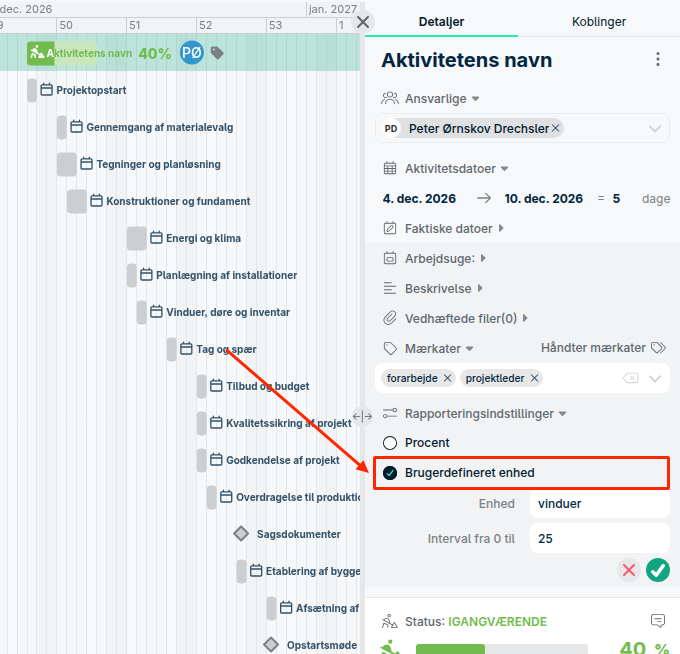 dec. 2026
jan. 2027
50
51
52
53
1
Aktivitetens navn 40% PØ
Projektopstart
Gennemgang af materialevalg
Tegninger og planløsning
Konstruktioner og fundament
Energi og klima
Planlægning af installationer
Vinduer, døre og inventar
Tag og spær
Tilbud og budget
Kvalitetssikring af projekt
Godkendelse af projekt
Overdragelse til produktio
Sagsdokumenter
Etablering af bygge
Afsætning af
Opstartsmøde
Detaljer
Koblinger
Aktivitetens navn
Ansvarlige
PD Peter Ørnskov Drechsler
Aktivitetsdatoer
4. dec. 2026 → 10. dec. 2026 = 5 dage
Faktiske datoer
Arbejdsuge:
Beskrivelse
Vedhæftede filer(0)
Mærkater Håndter mærkater
forarbejde projektleder
Rapporteringsindstillinger
Procent
Brugerdefineret enhed
Enhed vinduer
Interval fra 0 til 25
Status: IGANGVÆRENDE
40 %